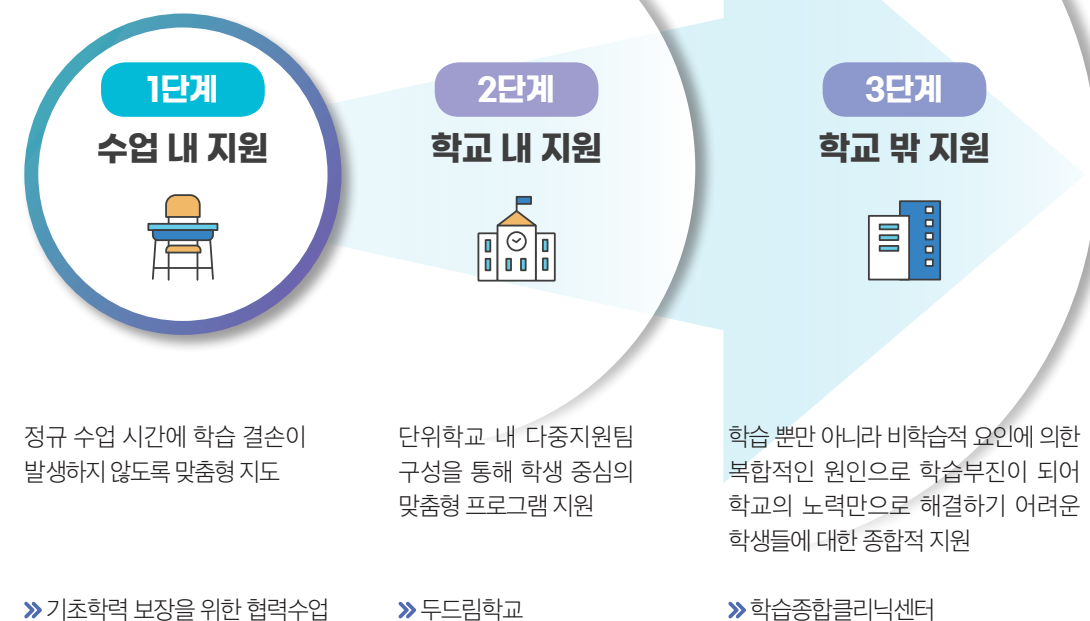 1단계
수업 내 지원
정규 수업 시간에 학습 결손이
발생하지 않도록 맞춤형 지도
» 기초학력 보장을 위한 협력수업
2단계
학교 내 지원
단위학교 내 다중지원팀
구성을 통해 학생 중심의
맞춤형 프로그램 지원
» 두드림학교
3단계
학교 밖 지원
학습 뿐만 아니라 비학습적 요인에 의한
복합적인 원인으로 학습부진이 되어
학교의 노력만으로 해결하기 어려운
학생들에 대한 종합적 지원
» 학습종합클리닉센터